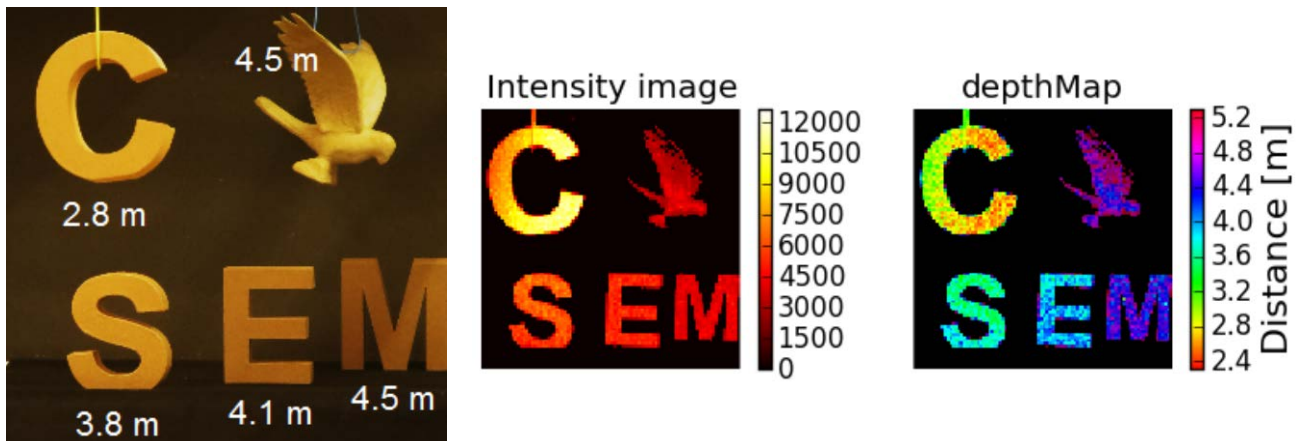 C
4.5 m
2.8 m
S E M
3.8 m
4.1 m
4.5 m
Intensity image
C
S E M
12000
10500
9000
7500
6000
4500
3000
1500
0
depthMap
C
S E M
5.2
4.8
4.4
4.0
3.6
3.2
2.8
2.4
Distance [m]